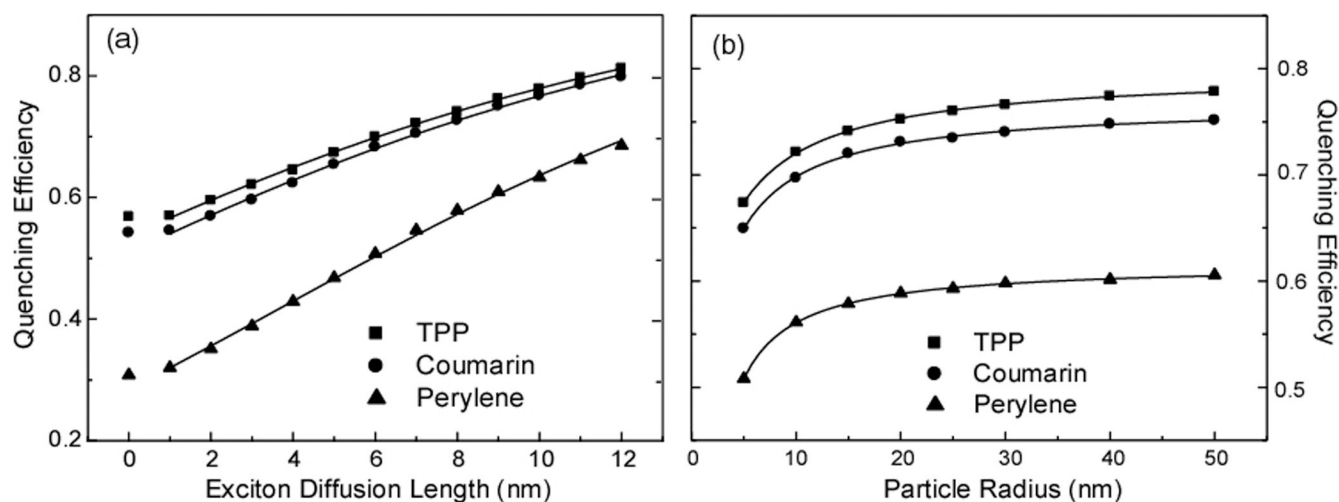 (a)
Quenching Efficiency
0.8
0.6
0.4
0.2
TPP
Coumarin
Perylene
0 2 4 6 8 10 12
Exciton Diffusion Length (nm)
(b)
0.8
0.7
0.6
0.5
Quenching Efficiency
TPP
Coumarin
Perylene
0 10 20 30 40 50
Particle Radius (nm)